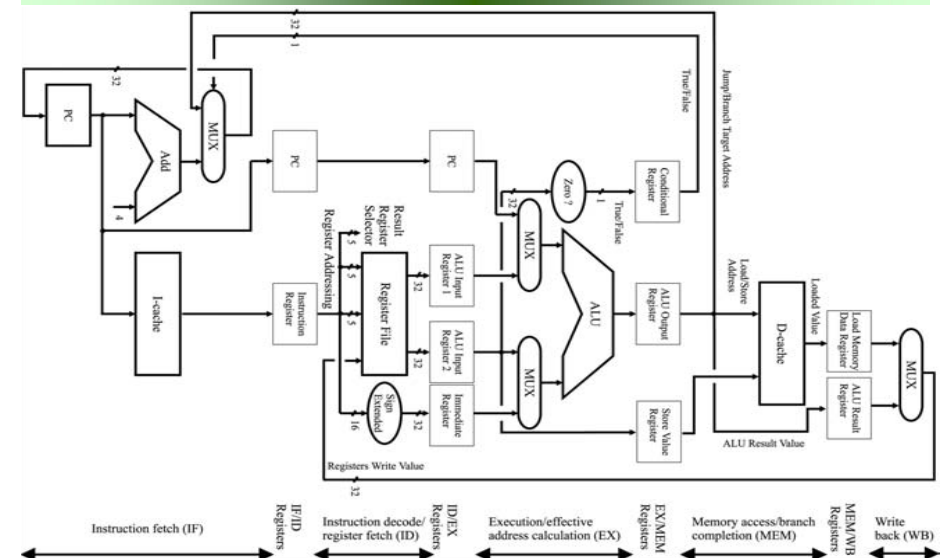 32
1
32
PC
MUX
Add
4
PC
I-cache
Instruction
Register
Register Addressing
Result
Register
Selector
5
5
5
Register File
Sign
Extended
16
32
32
32
PC
ALU Input
Register 1
ALU Input
Register 2
Immediate
Register
Registers Write Value
32
32
Zero ?
1
True/False
MUX
MUX
ALU
True/False
Conditional
Register
ALU Output
Register
Store Value
Register
Jump/Branch Target Address
Load/Store
Address
D-cache
Loaded Value
ALU Result Value
Load Memory
Data Register
ALU Result
Register
MUX
Instruction fetch (IF)
IF/ID
Registers
Instruction decode/
register fetch (ID)
ID/EX
Registers
Execution/effective
address calculation (EX)
EX/MEM
Registers
Memory access/branch
completion (MEM)
MEM/WB
Registers
Write
back (WB)